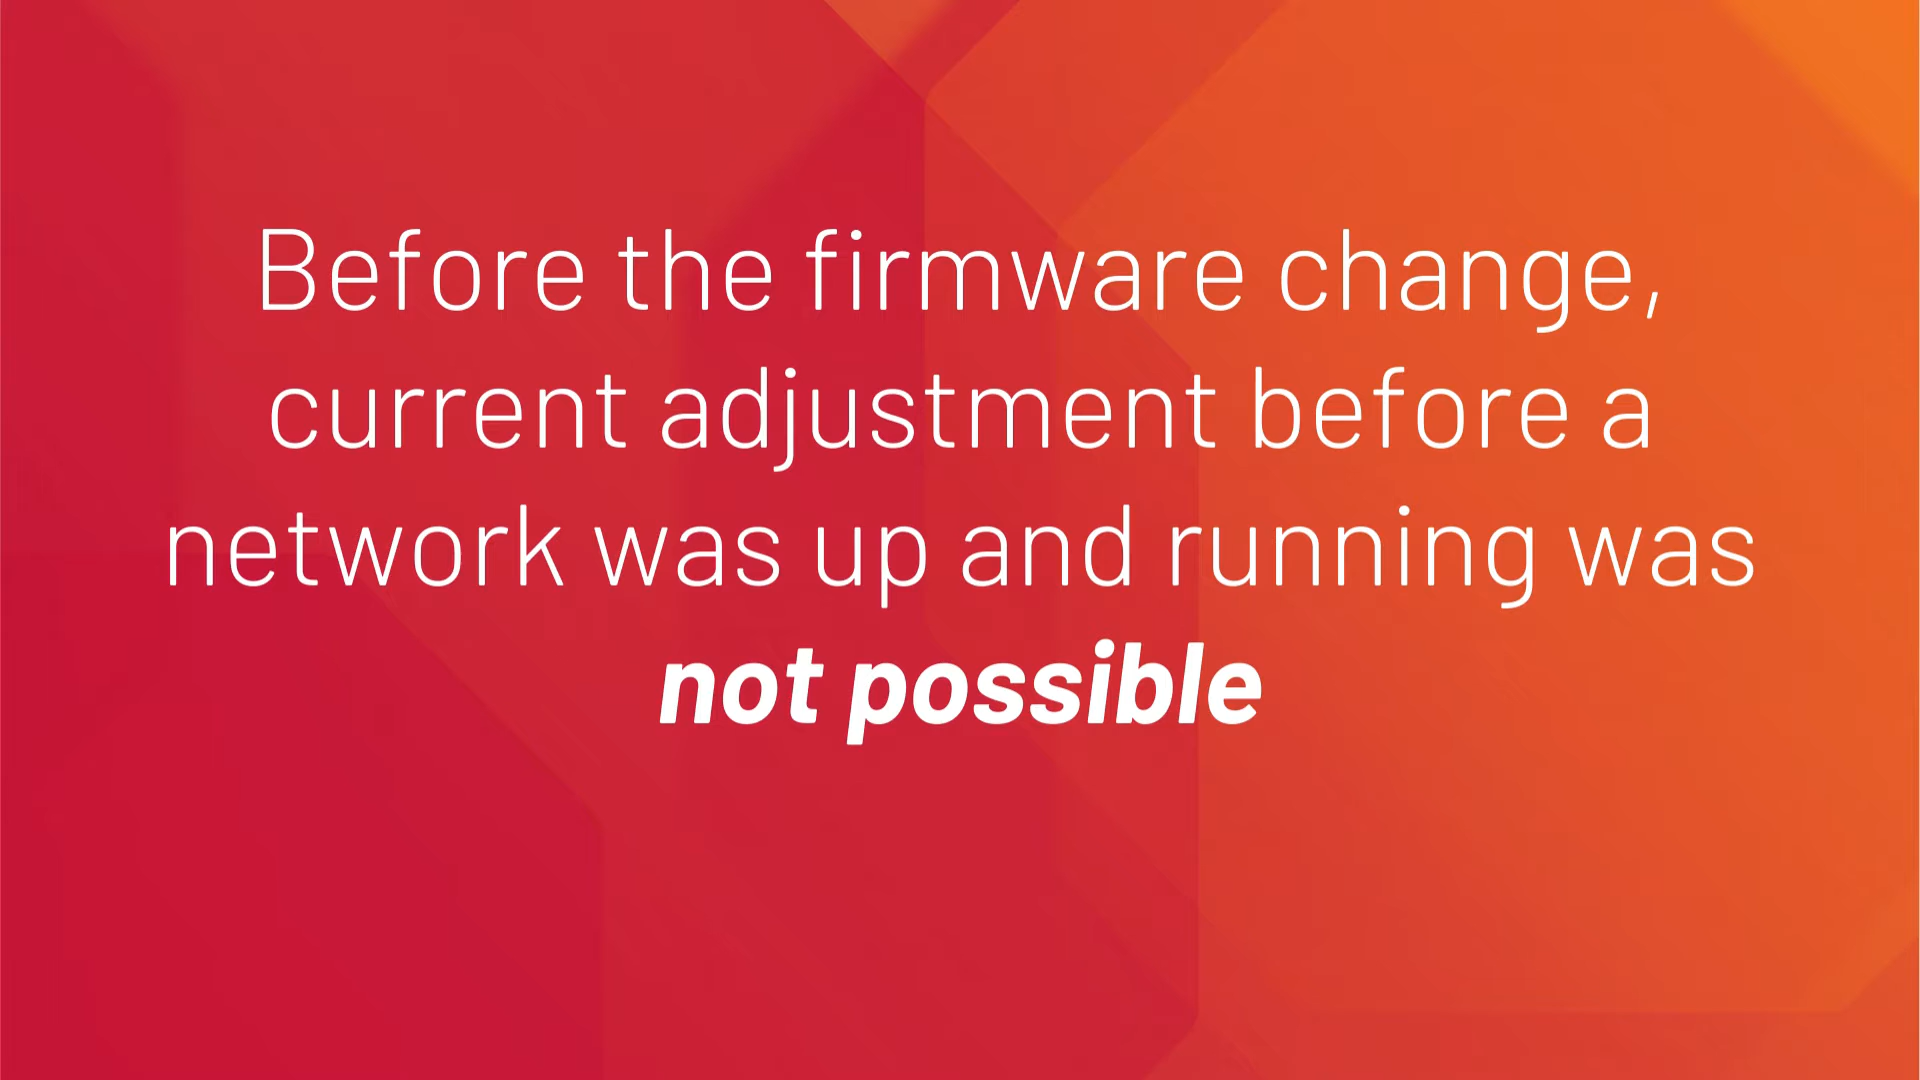 Before the firmware change,
current adjustment before a
network was up and running was
not possible